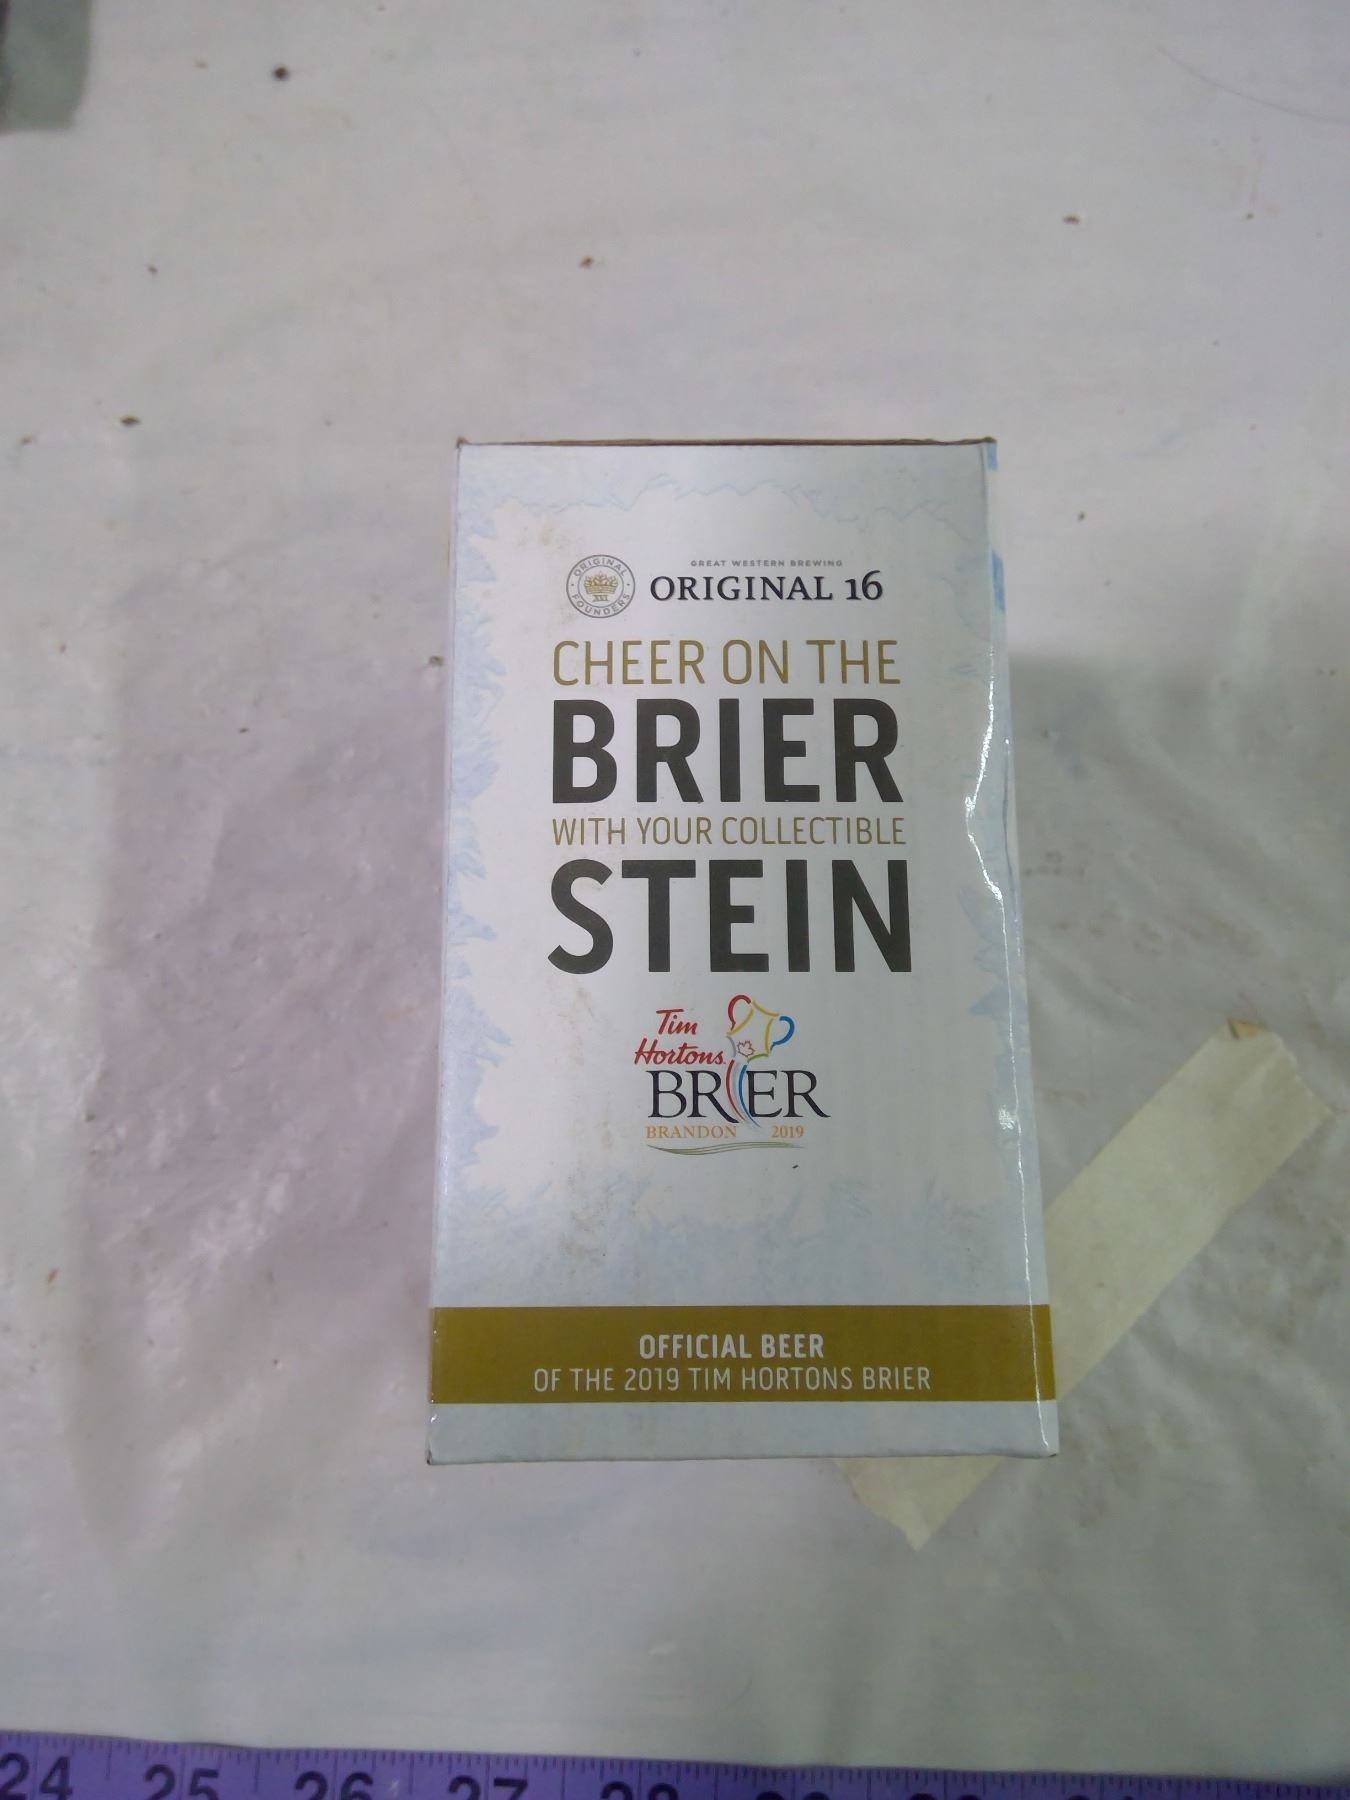 ORIGINAL
FOUNDERS
GREAT WESTERN BREWING
ORIGINAL 16
CHEER ON THE
BRIER
WITH YOUR COLLECTIBLE
STEIN
Tim
Hortons
BRIER
BRANDON 2019
OFFICIAL BEER
OF THE 2019 TIM HORTONS BRIER
24 25 26 27 28